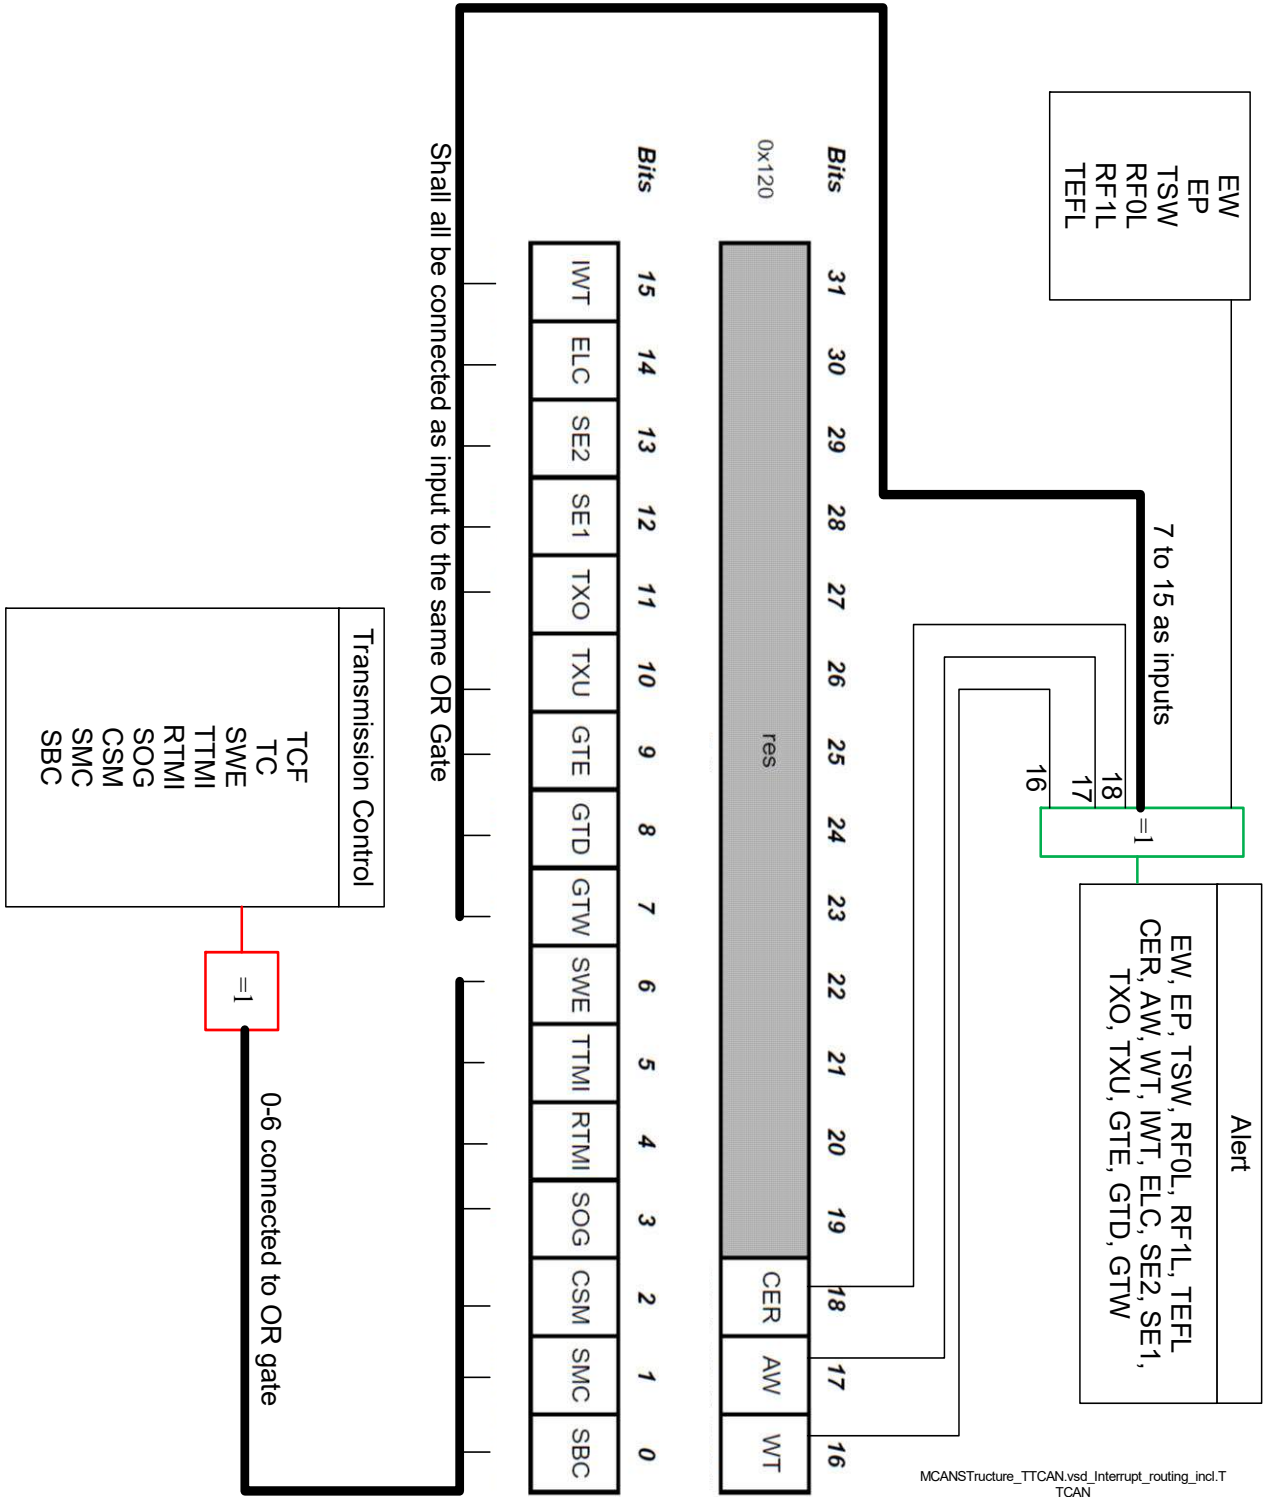 EW
EP
TSW
RF0L
RF1L
TEFL
7 to 15 as inputs
18
17
16
=1
Alert
EW, EP, TSW, RF0L, RF1L, TEFL
CER, AW, WT, IWT, ELC, SE2, SE1,
TXO, TXU, GTE, GTD, GTW
Bits 31 30 29 28 27 26 25 24 23 22 21 20 19 18 17 16
0x120 res CER AW WT
Bits 15 14 13 12 11 10 9 8 7 6 5 4 3 2 1 0
IWT ELC SE2 SE1 TXO TXU GTE GTD GTW SWE TTMI RTMI SOG CSM SMC SBC
Shall all be connected as input to the same OR Gate
Transmission Control
TCF
TC
SWE
TTMI
RTMI
SOG
CSM
SMC
SBC
=1
0-6 connected to OR gate
MCANSTructure_TTCAN.vsd_Interrupt_routing_incl.T
TCAN